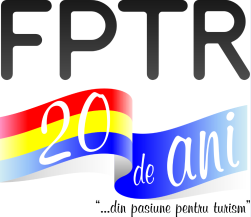 FPTR
20 de ani
"...din pasiune pentru turism"